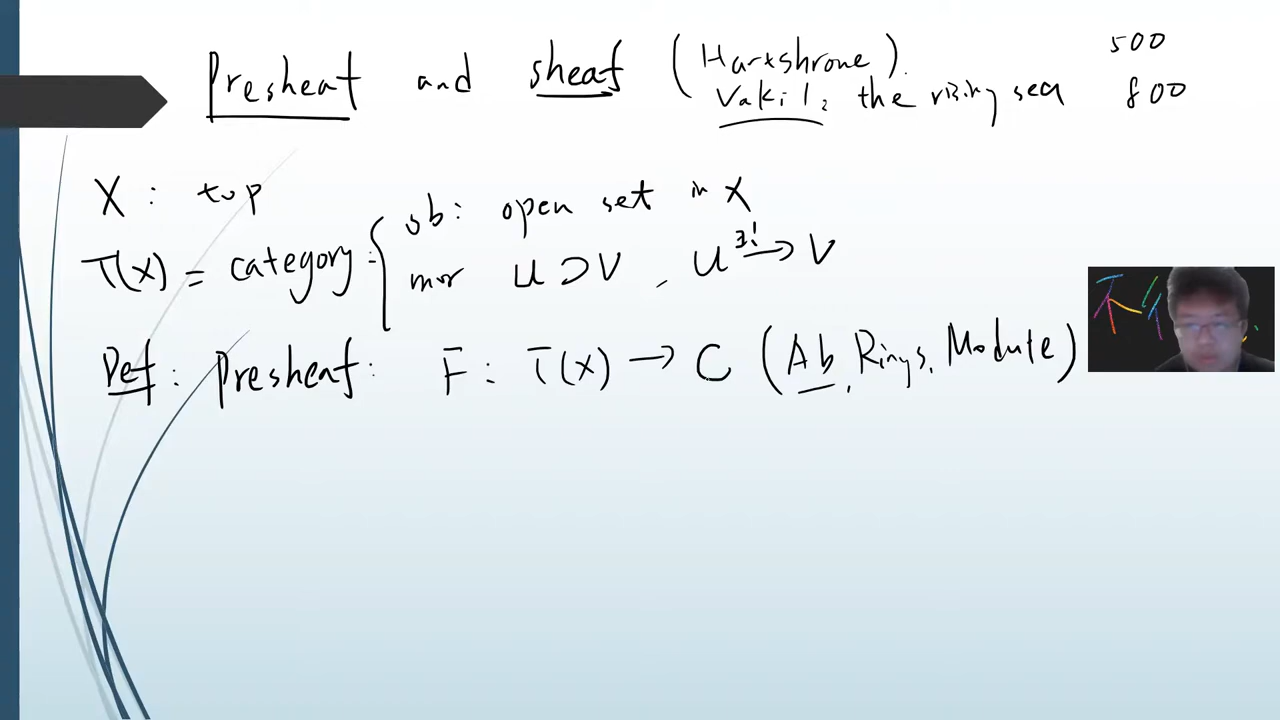 Presheaf and sheaf (Hartshrone). 500
Vakil, the rising sea 800
X : top
T(X) = category : { ob: open set in X
mor U ⊃ V , U ∃!→ V
Def : Presheaf : F : T(X) → C (Ab, Rings, Module)